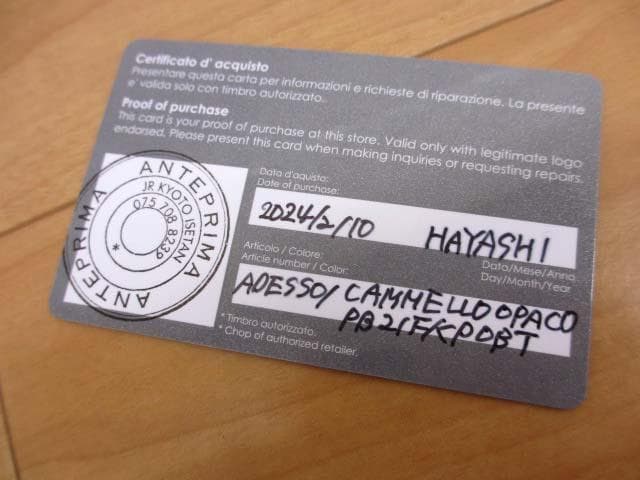 Certificato d' acquisto
Presentare questa carta per informazioni e richieste di riparazione. La presente
e' valida solo con timbro autorizzato.
Proof of purchase
This card is your proof of purchase at this store. Valid only with legitimate logo
endorsed. Please present this card when making inquiries or requesting repairs.
ANTEPRIMA
JR KYOTO ISETAN
075 708 8239
*
ANTEPRIMA
Data d'aquisto:
Date of purchase:
2024/2/10 HAYASHI
Data/Mese/Anno
Day/Month/Year
Articolo / Colore:
Article number / Color:
ADESSO/ CAMMELLO OPACO
PB21FKP0BT
* Timbro autorizzato.
* Chop of authorized retailer.